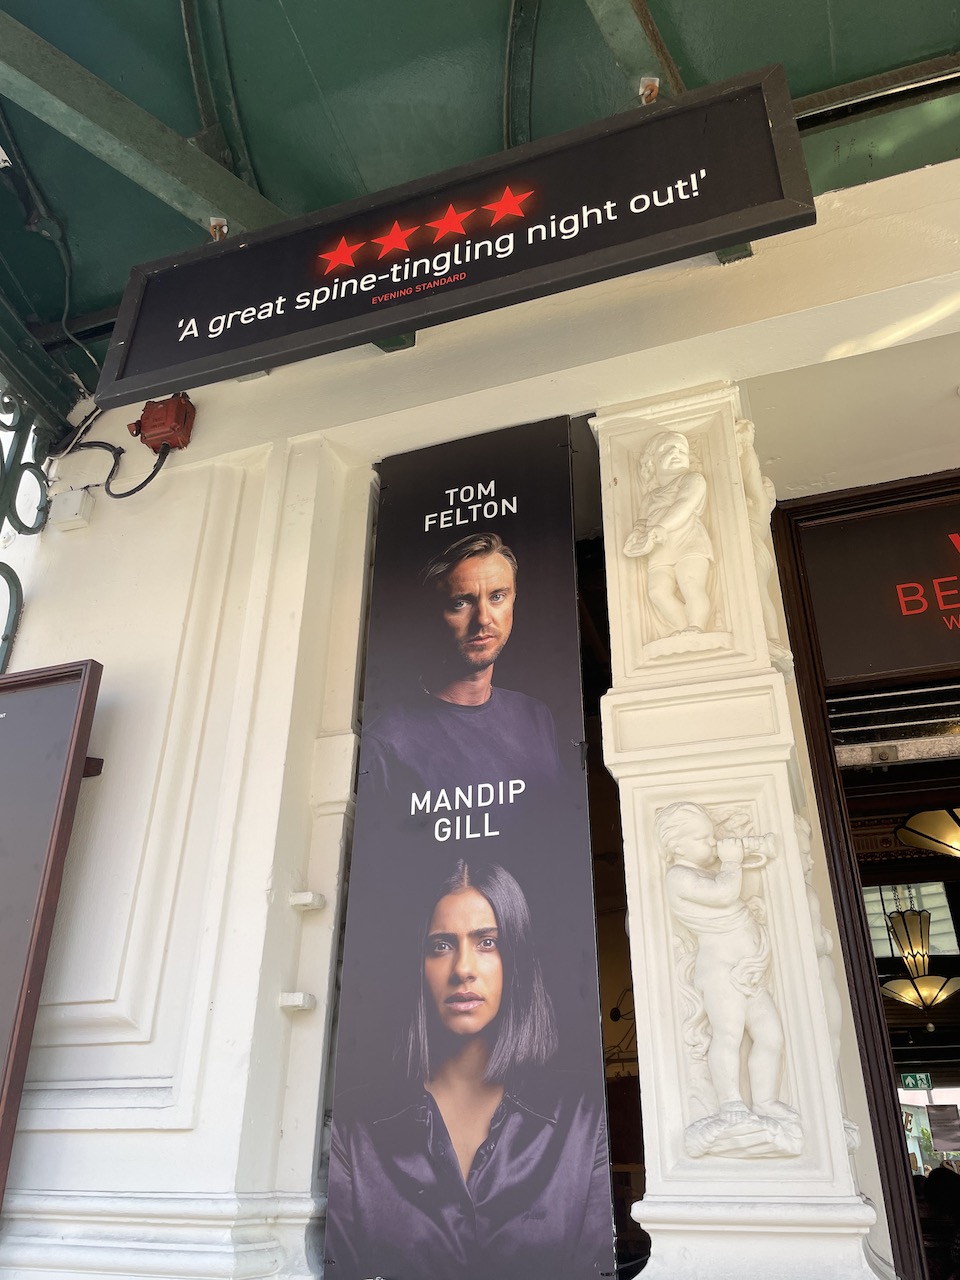 ‘A great spine-tingling night out!’
EVENING STANDARD
TOM
FELTON
MANDIP
GILL